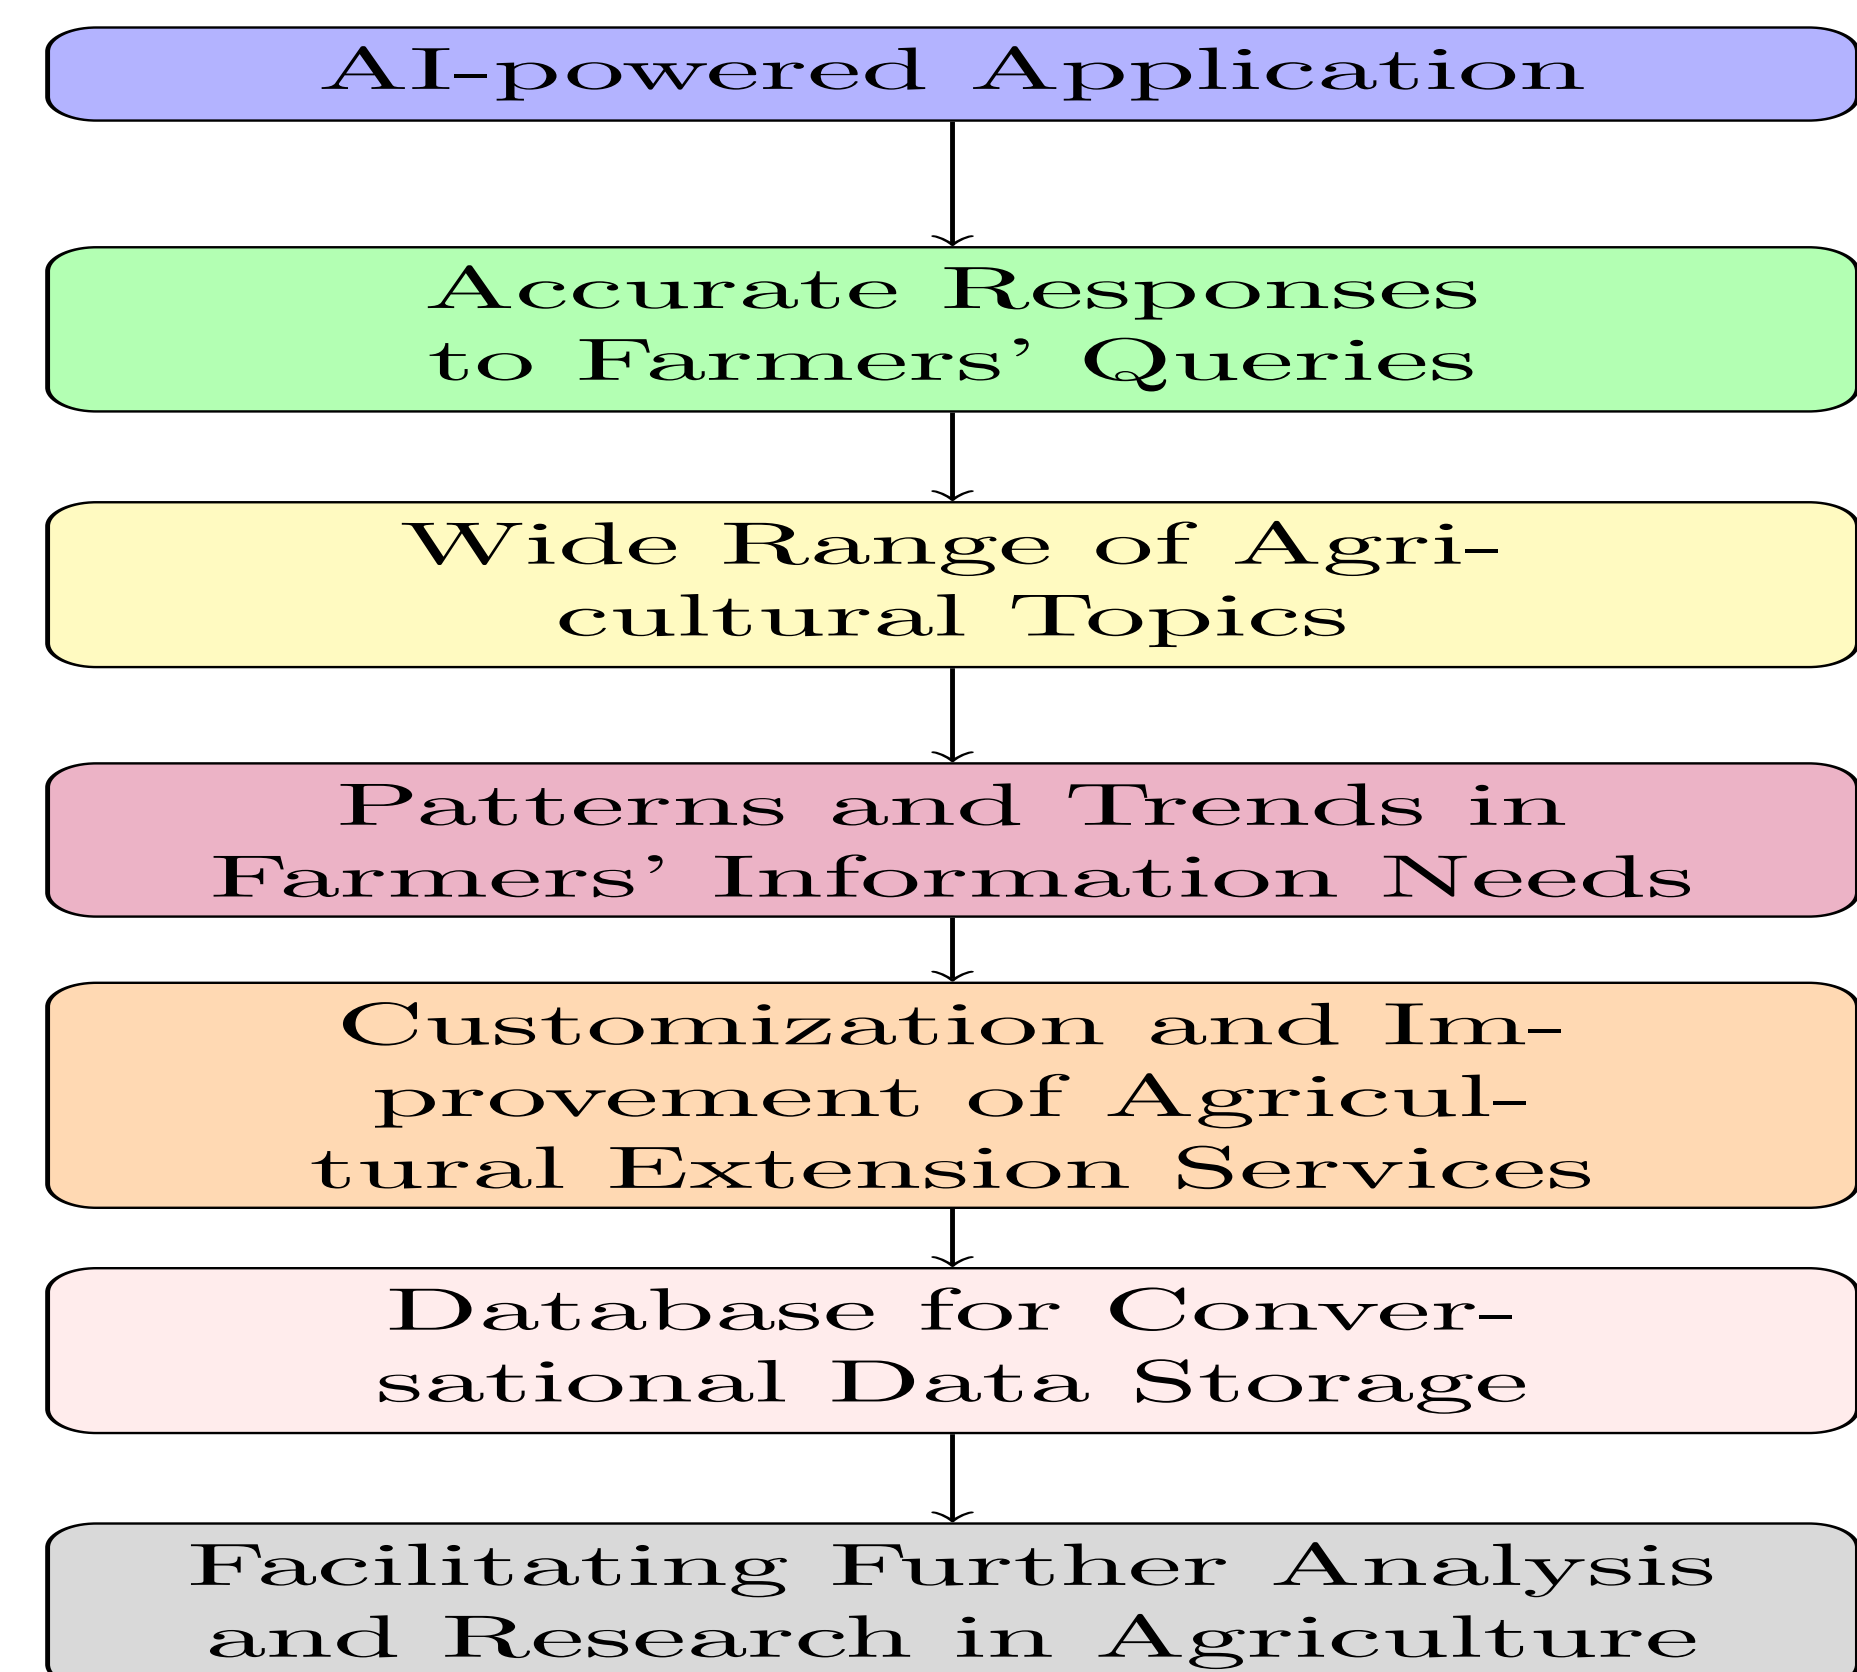 AI-powered Application
Accurate Responses
to Farmers’ Queries
Wide Range of Agri-
cultural Topics
Patterns and Trends in
Farmers’ Information Needs
Customization and Im-
provement of Agricul-
tural Extension Services
Database for Conver-
sational Data Storage
Facilitating Further Analysis
and Research in Agriculture